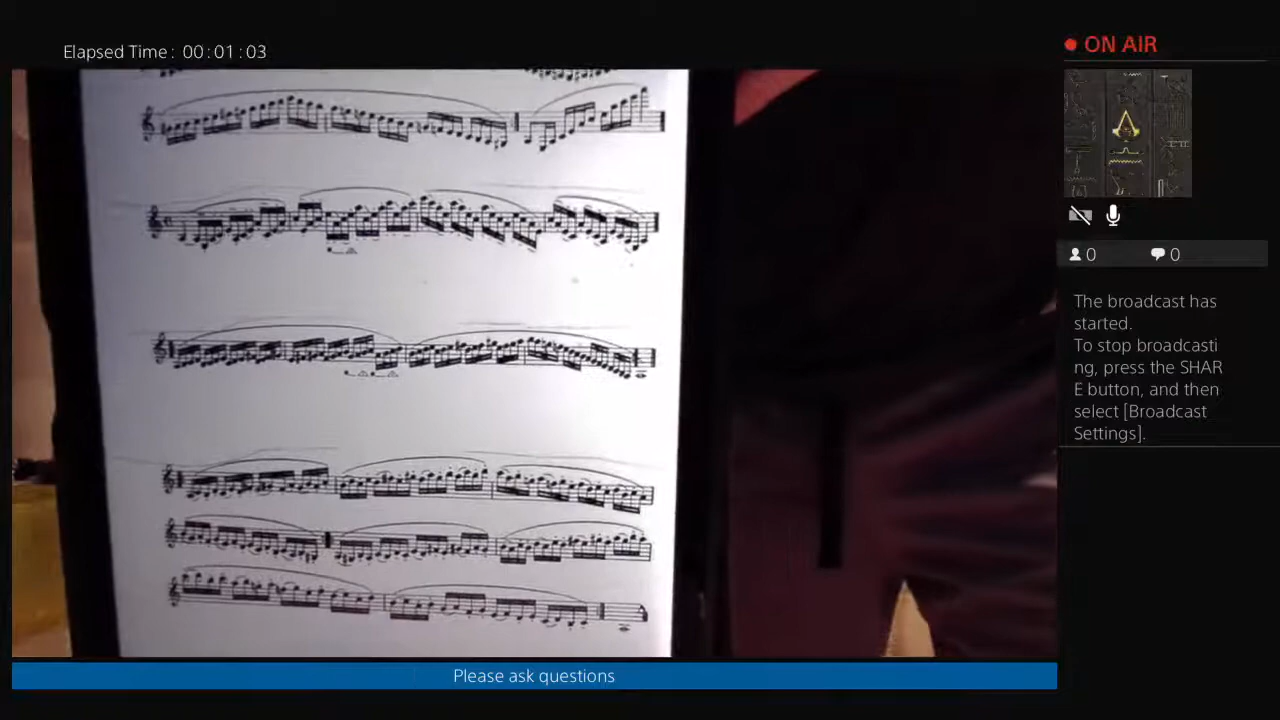 Elapsed Time: 00:01:03
ON AIR
0
0
The broadcast has
started.
To stop broadcasti
ng, press the SHAR
E button, and then
select [Broadcast
Settings].
Please ask questions